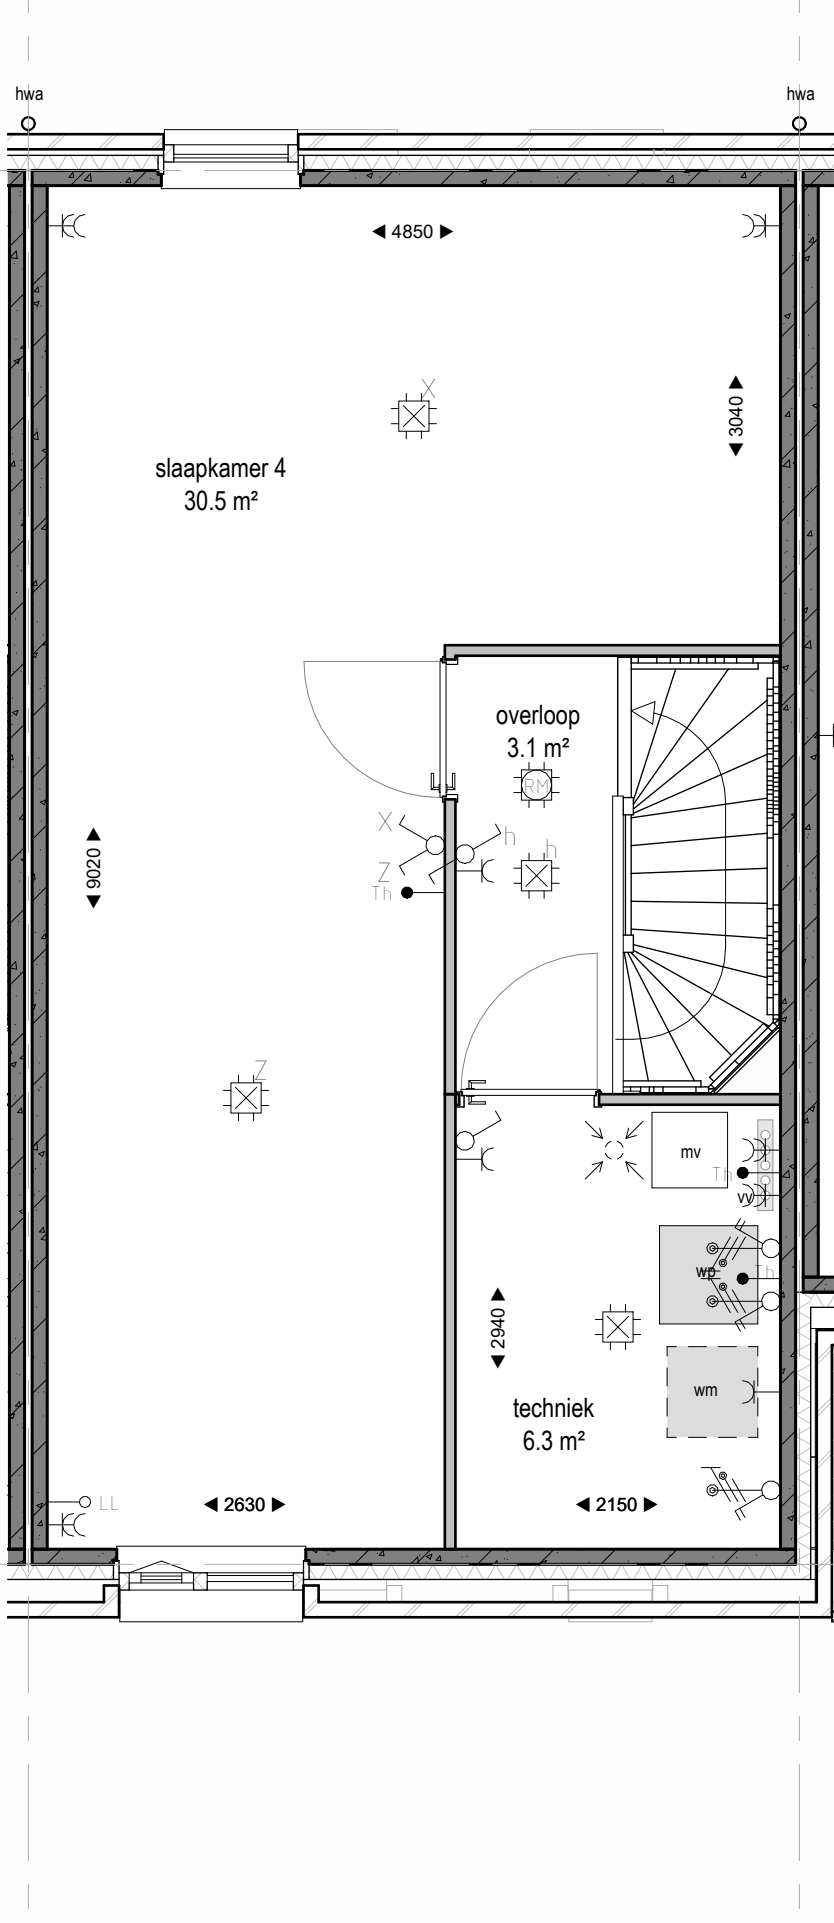 hwa
hwa
4850
X
3040
slaapkamer 4
30.5 m²
overloop
3.1 m²
RM
X
h
h
Z
Th
9020
Z
mv
Th
vv
wp
Th
2940
wm
techniek
6.3 m²
LL
2630
2150